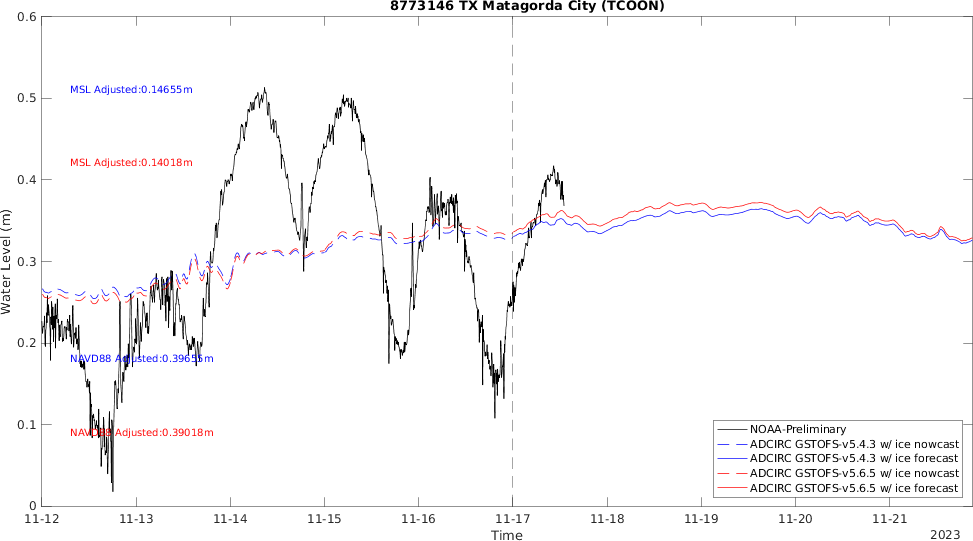 8773146 TX Matagorda City (TCOON)
0.6
0.5
0.4
0.3
0.2
0.1
0
Water Level (m)
MSL Adjusted:0.14655m
MSL Adjusted:0.14018m
NAVD88 Adjusted:0.39655m
NAVD88 Adjusted:0.39018m
NOAA-Preliminary
ADCIRC GSTOFS-v5.4.3 w/ ice nowcast
ADCIRC GSTOFS-v5.4.3 w/ ice forecast
ADCIRC GSTOFS-v5.6.5 w/ ice nowcast
ADCIRC GSTOFS-v5.6.5 w/ ice forecast
11-12 11-13 11-14 11-15 11-16 11-17 11-18 11-19 11-20 11-21
Time
2023